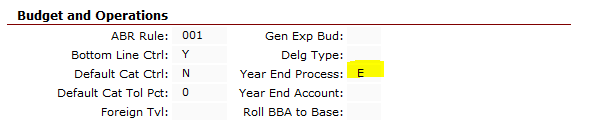 Budget and Operations
ABR Rule: 001 Gen Exp Bud:
Bottom Line Ctrl: Y Delg Type:
Default Cat Ctrl: N Year End Process: E
Default Cat Tol Pct: 0 Year End Account:
Foreign Tvl: Roll BBA to Base: